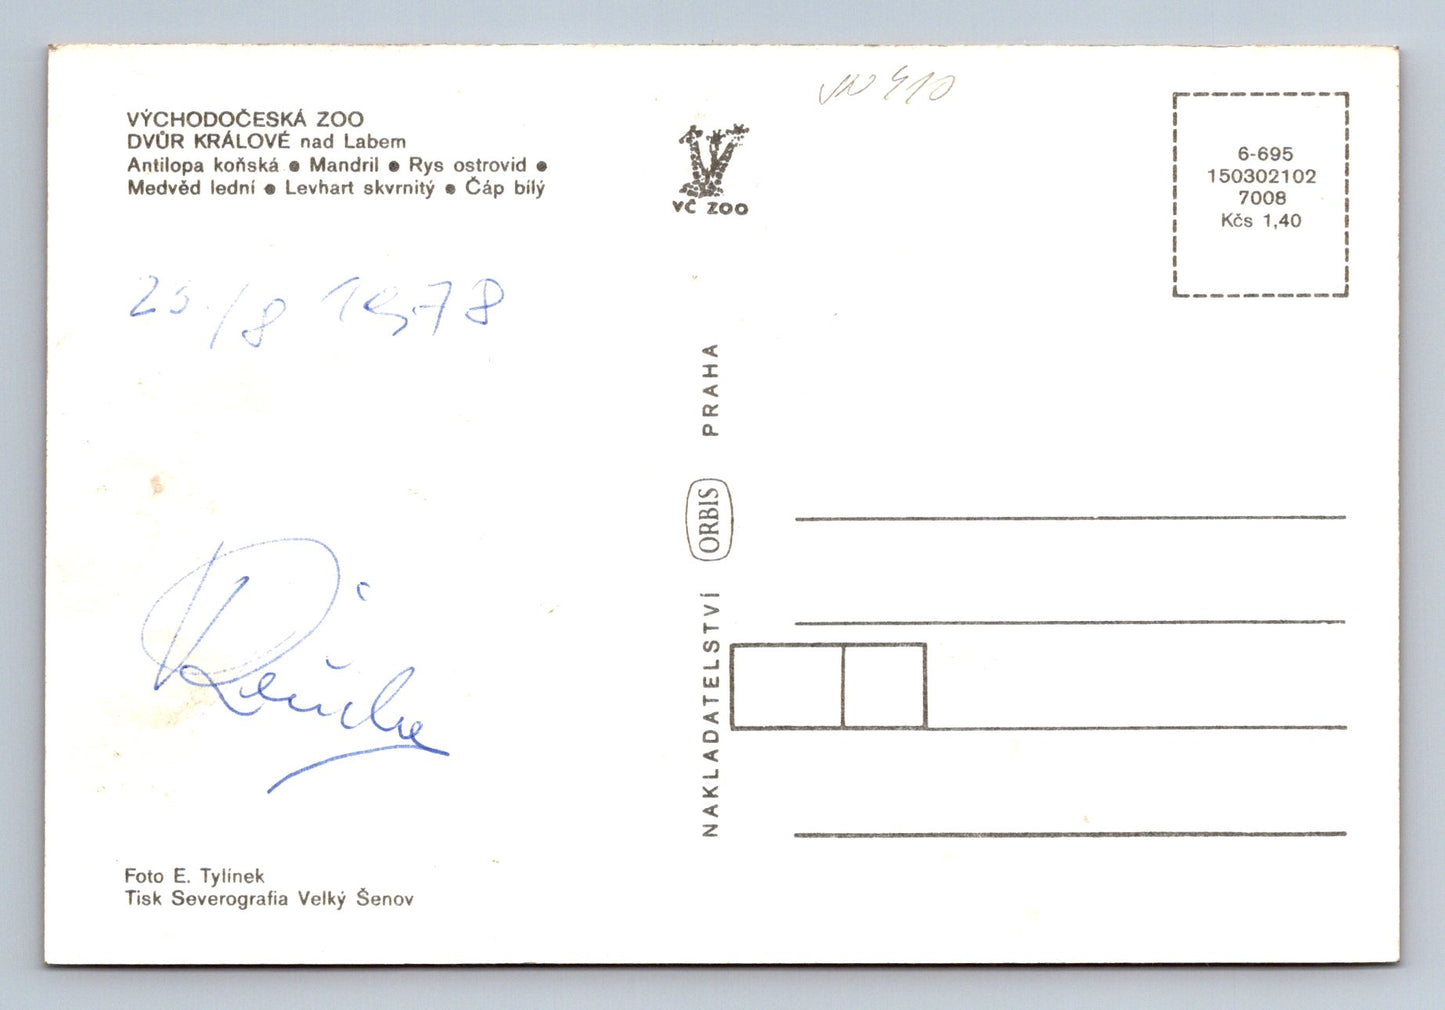 VÝCHODOČESKÁ ZOO
DVŮR KRÁLOVÉ nad Labem
Antilopa koňská ● Mandril ● Rys ostrovid ●
Medvěd lední ● Levhart skvrnitý ● Čáp bílý
VČ ZOO
6-695
150302102
7008
Kčs 1,40
/8 1978
NAKLADATELSTVÍ ORBIS PRAHA
Foto E. Tylínek
Tisk Severografia Velký Šenov